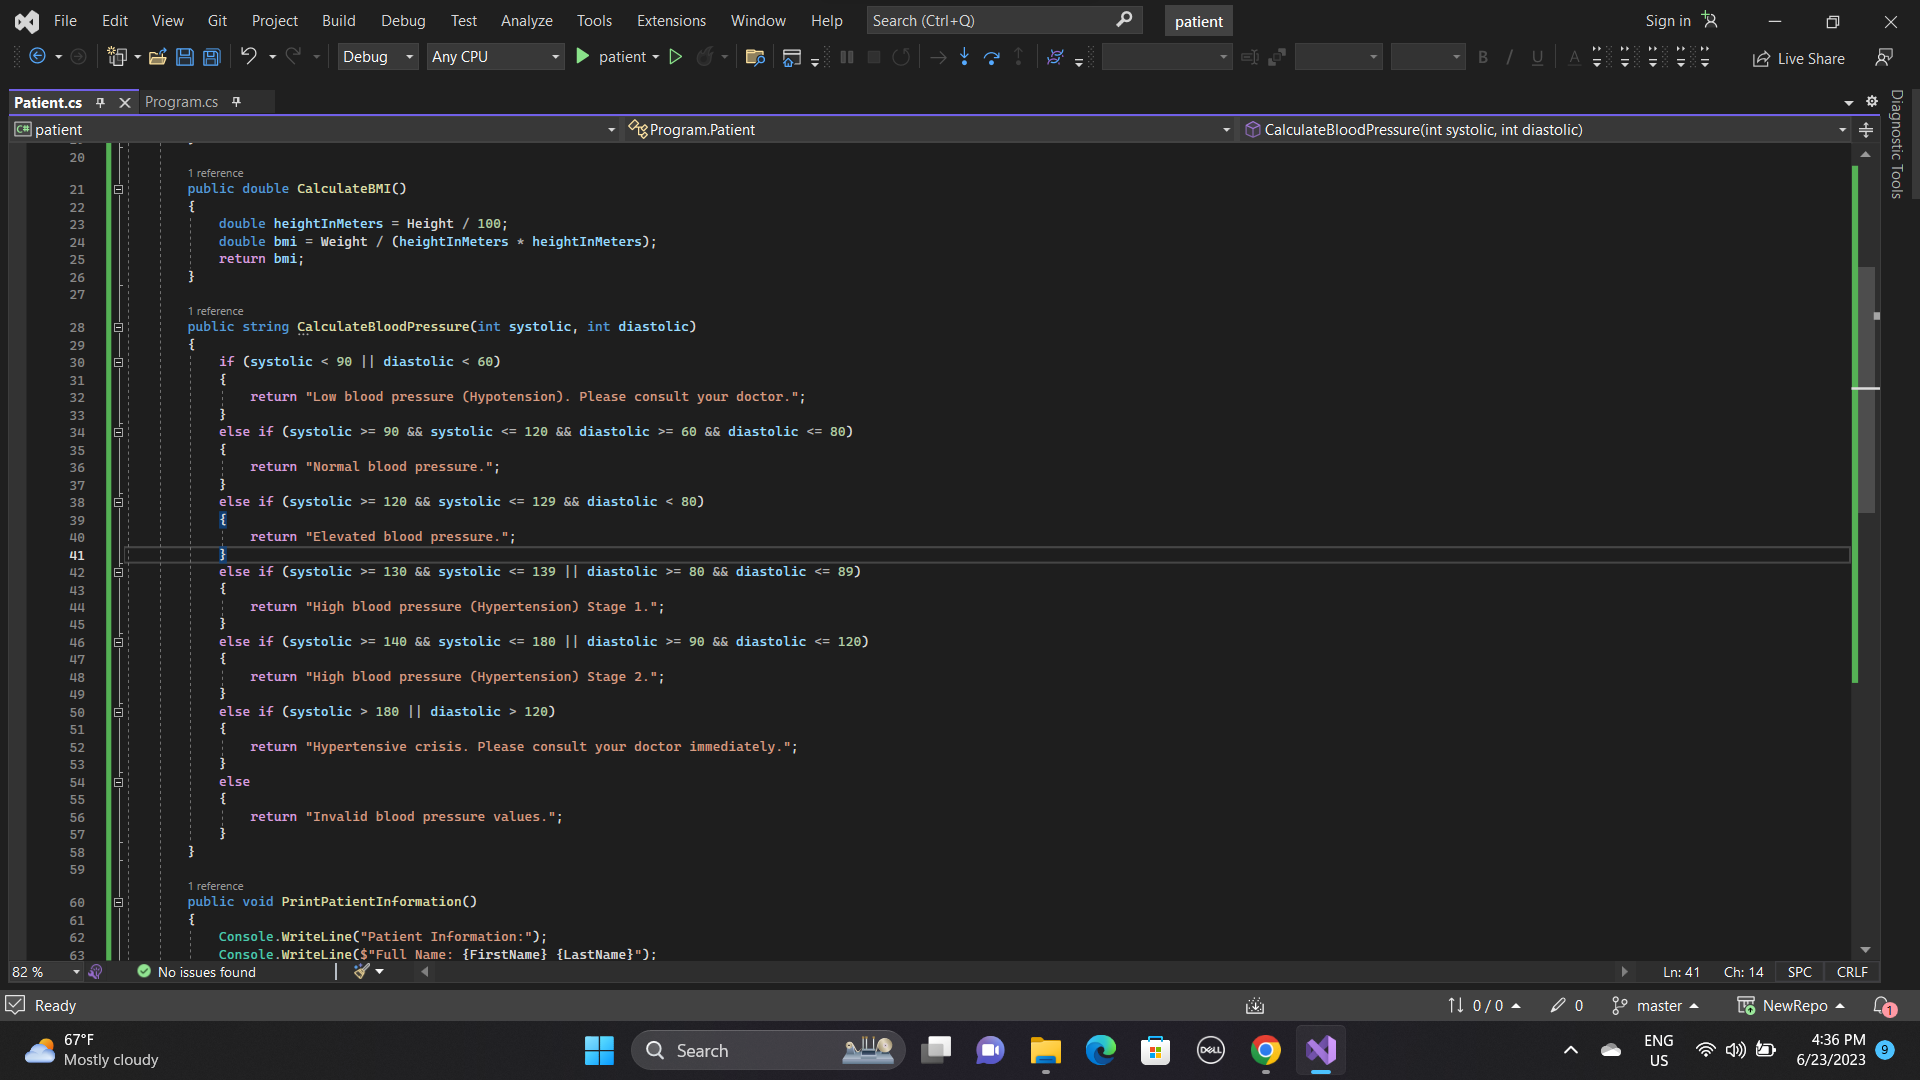 File Edit View Git Project Build Debug Test Analyze Tools Extensions Window Help Search (Ctrl+Q) patient Sign in
Debug Any CPU patient B I U A Live Share
Patient.cs Program.cs
C# patient Program.Patient CalculateBloodPressure(int systolic, int diastolic)
Diagnostic Tools
20
1 reference
21 public double CalculateBMI()
22 {
23 double heightInMeters = Height / 100;
24 double bmi = Weight / (heightInMeters * heightInMeters);
25 return bmi;
26 }
27
1 reference
28 public string CalculateBloodPressure(int systolic, int diastolic)
29 {
30 if (systolic < 90 || diastolic < 60)
31 {
32 return "Low blood pressure (Hypotension). Please consult your doctor.";
33 }
34 else if (systolic >= 90 && systolic <= 120 && diastolic >= 60 && diastolic <= 80)
35 {
36 return "Normal blood pressure.";
37 }
38 else if (systolic >= 120 && systolic <= 129 && diastolic < 80)
39 {
40 return "Elevated blood pressure.";
41 }
42 else if (systolic >= 130 && systolic <= 139 || diastolic >= 80 && diastolic <= 89)
43 {
44 return "High blood pressure (Hypertension) Stage 1.";
45 }
46 else if (systolic >= 140 && systolic <= 180 || diastolic >= 90 && diastolic <= 120)
47 {
48 return "High blood pressure (Hypertension) Stage 2.";
49 }
50 else if (systolic > 180 || diastolic > 120)
51 {
52 return "Hypertensive crisis. Please consult your doctor immediately.";
53 }
54 else
55 {
56 return "Invalid blood pressure values.";
57 }
58 }
59
1 reference
60 public void PrintPatientInformation()
61 {
62 Console.WriteLine("Patient Information:");
63 Console.WriteLine($"Full Name: {FirstName} {LastName}");
82 % No issues found Ln: 41 Ch: 14 SPC CRLF
Ready 0 / 0 0 master NewRepo 1
67°F
Mostly cloudy
Search
DELL
ENG
US
4:36 PM
6/23/2023
9